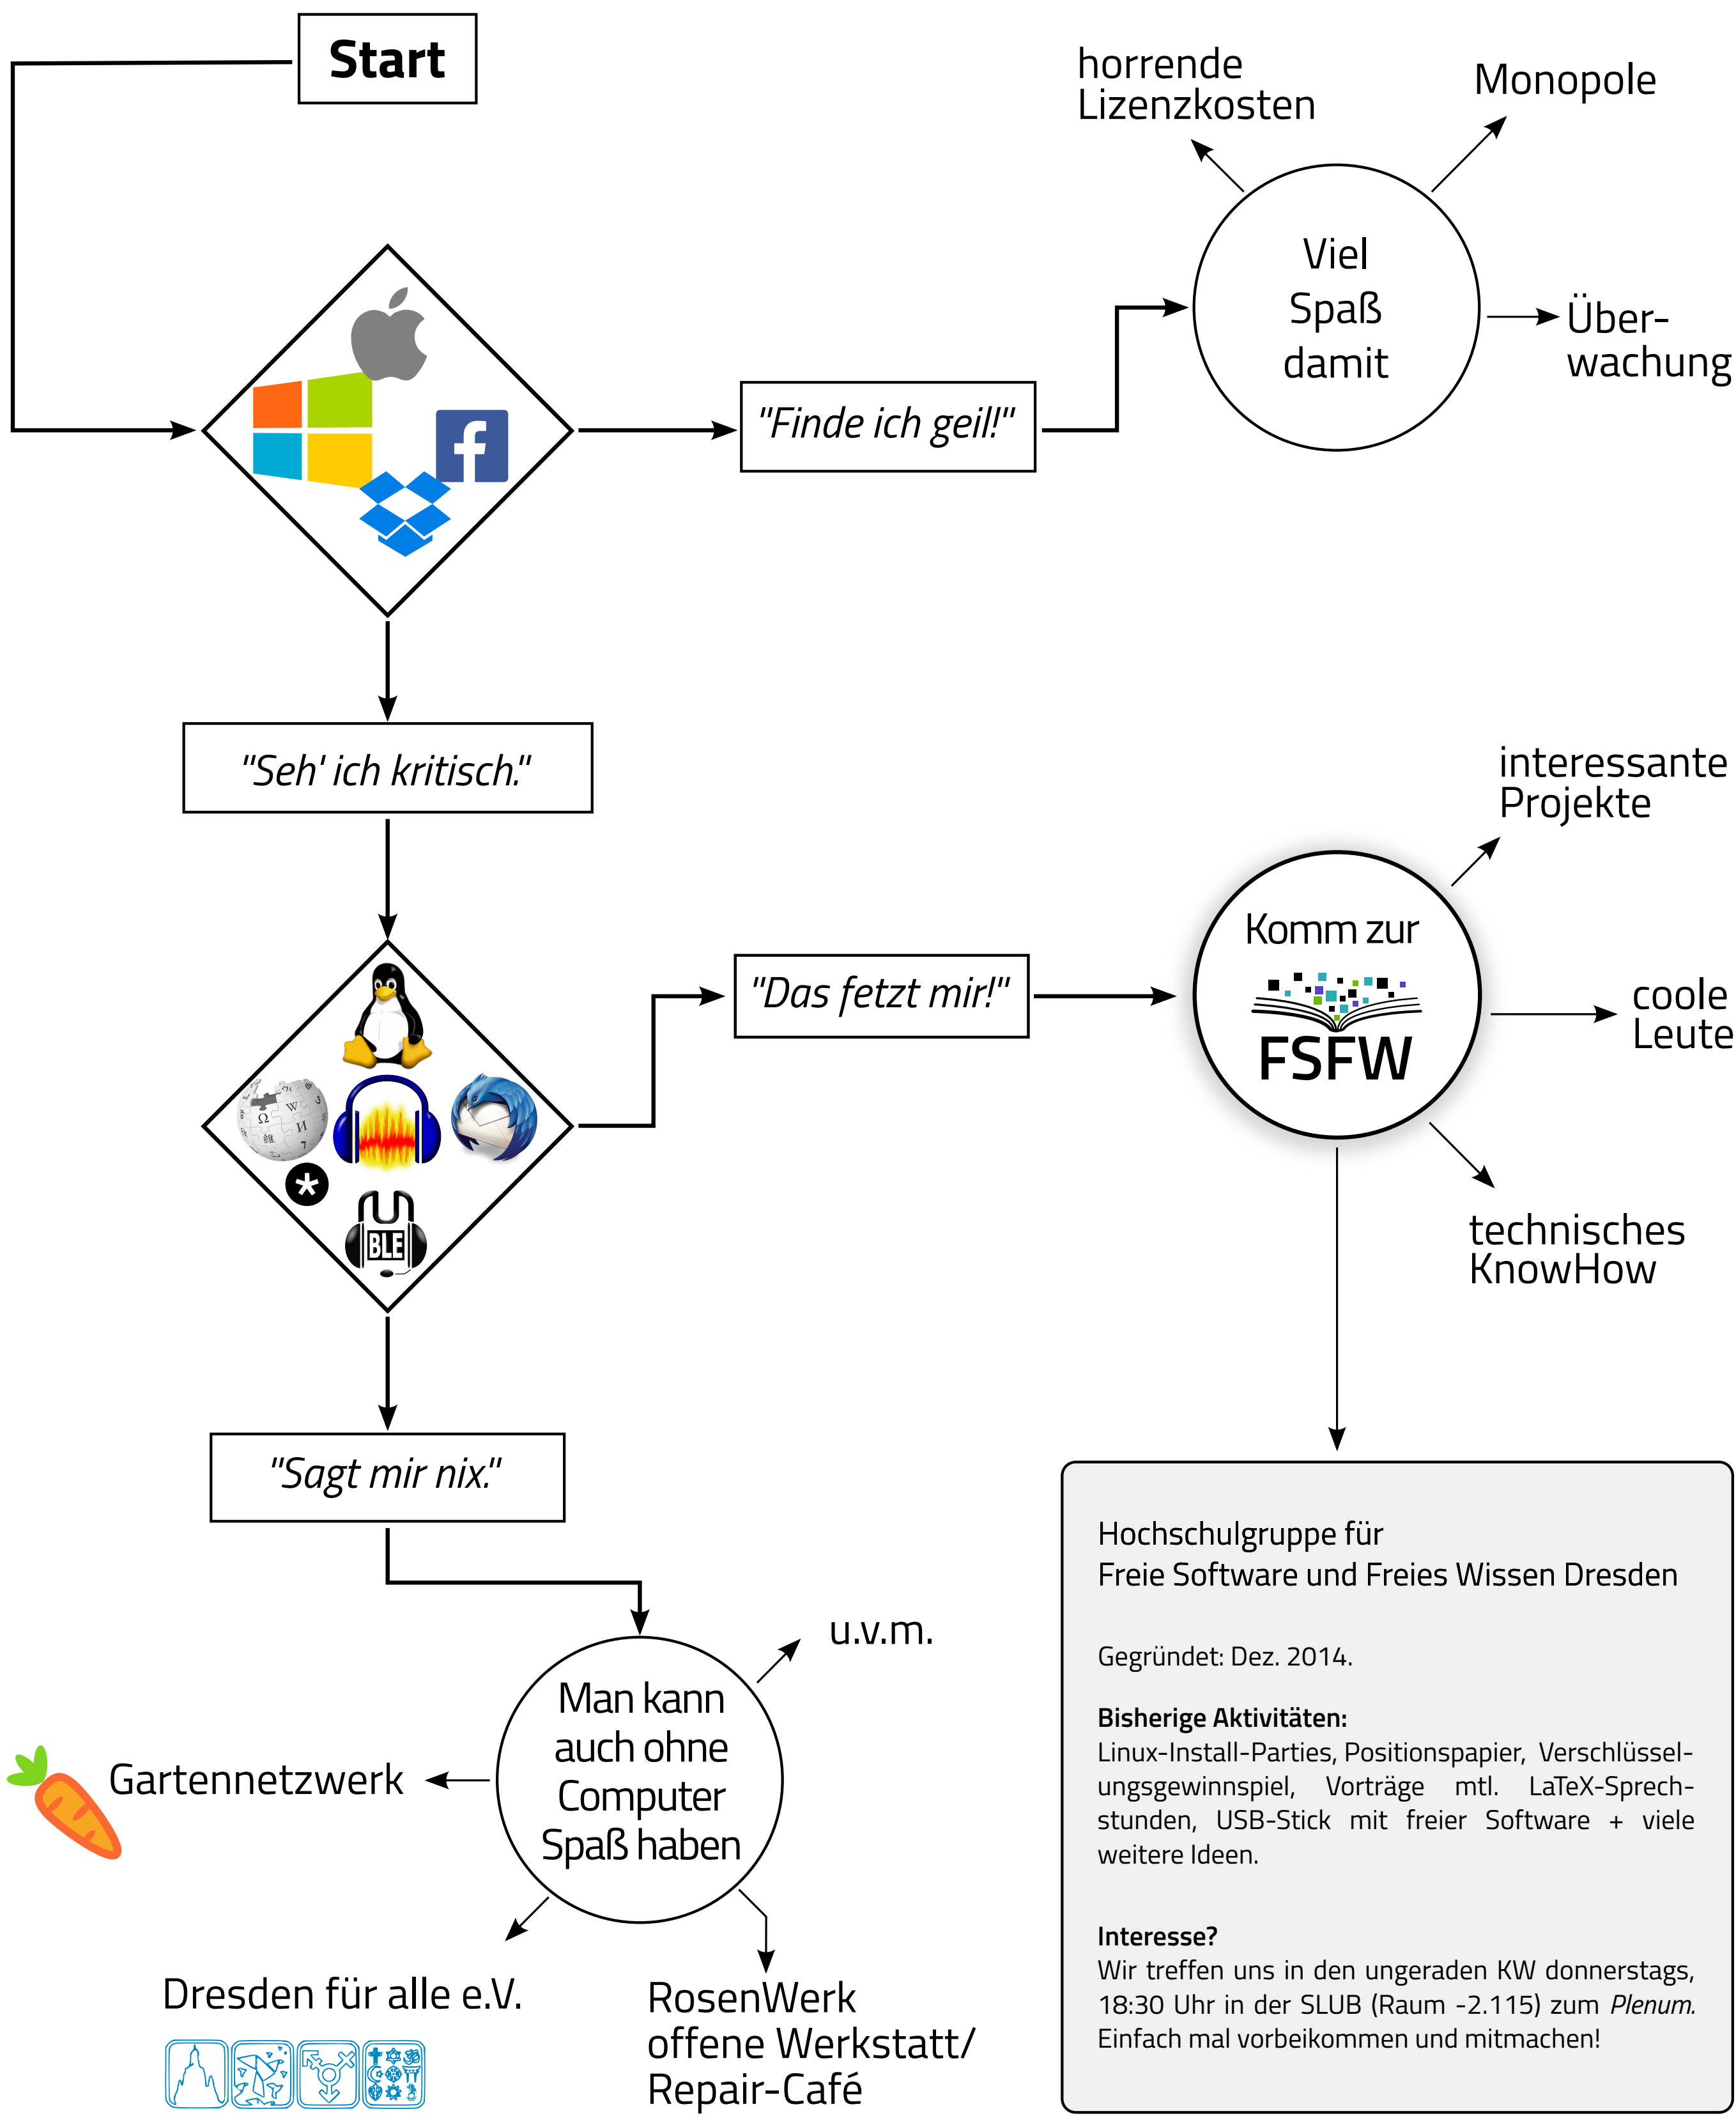 Start
horrende
Lizenzkosten
Monopole
Viel
Spaß
damit
Über-
wachung
"Finde ich geil!"
"Seh' ich kritisch."
interessante
Projekte
Komm zur
FSFW
coole
Leute
technisches
KnowHow
"Das fetzt mir!"
Ω W
維 И
*
BLE
"Sagt mir nix."
Man kann
auch ohne
Computer
Spaß haben
u.v.m.
Gartennetzwerk
Dresden für alle e.V.
RosenWerk
offene Werkstatt/
Repair-Café
Hochschulgruppe für
Freie Software und Freies Wissen Dresden
Gegründet: Dez. 2014.
Bisherige Aktivitäten:
Linux-Install-Parties, Positionspapier, Verschlüssel-
ungsgewinnspiel, Vorträge mtl. LaTeX-Sprech-
stunden, USB-Stick mit freier Software + viele
weitere Ideen.
Interesse?
Wir treffen uns in den ungeraden KW donnerstags,
18:30 Uhr in der SLUB (Raum -2.115) zum Plenum.
Einfach mal vorbeikommen und mitmachen!